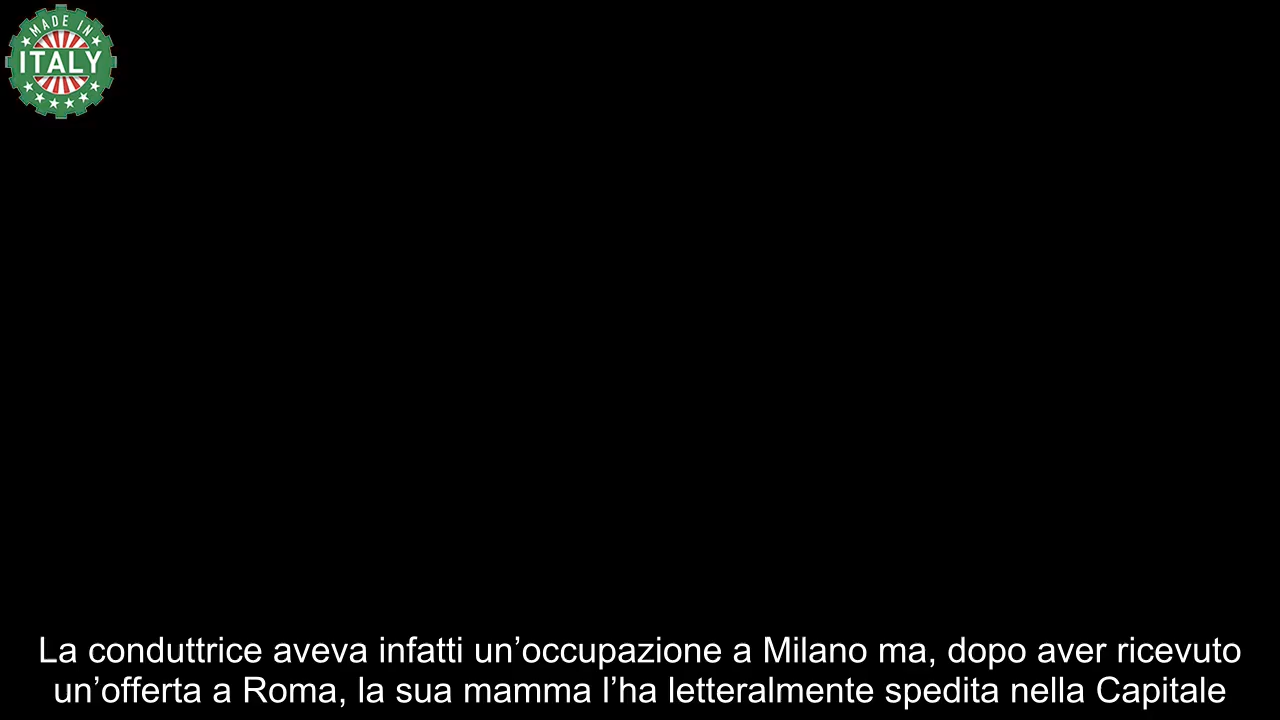 MADE IN
ITALY
La conduttrice aveva infatti un’occupazione a Milano ma, dopo aver ricevuto
un’offerta a Roma, la sua mamma l’ha letteralmente spedita nella Capitale